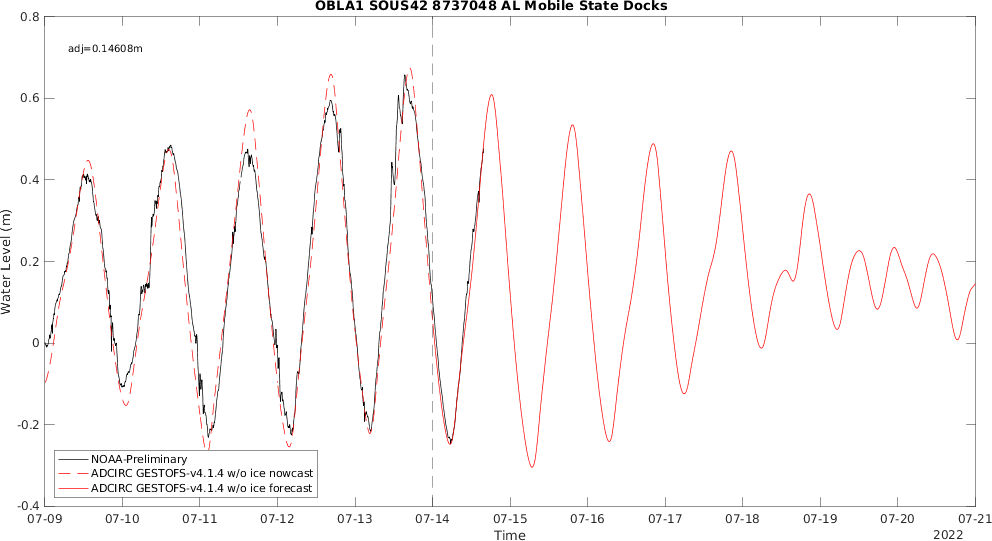 OBLA1 SOUS42 8737048 AL Mobile State Docks
adj=0.14608m
0.8
0.6
0.4
0.2
0
-0.2
-0.4
Water Level (m)
NOAA-Preliminary
ADCIRC GESTOFS-v4.1.4 w/o ice nowcast
ADCIRC GESTOFS-v4.1.4 w/o ice forecast
07-09 07-10 07-11 07-12 07-13 07-14 07-15 07-16 07-17 07-18 07-19 07-20 07-21
Time
2022